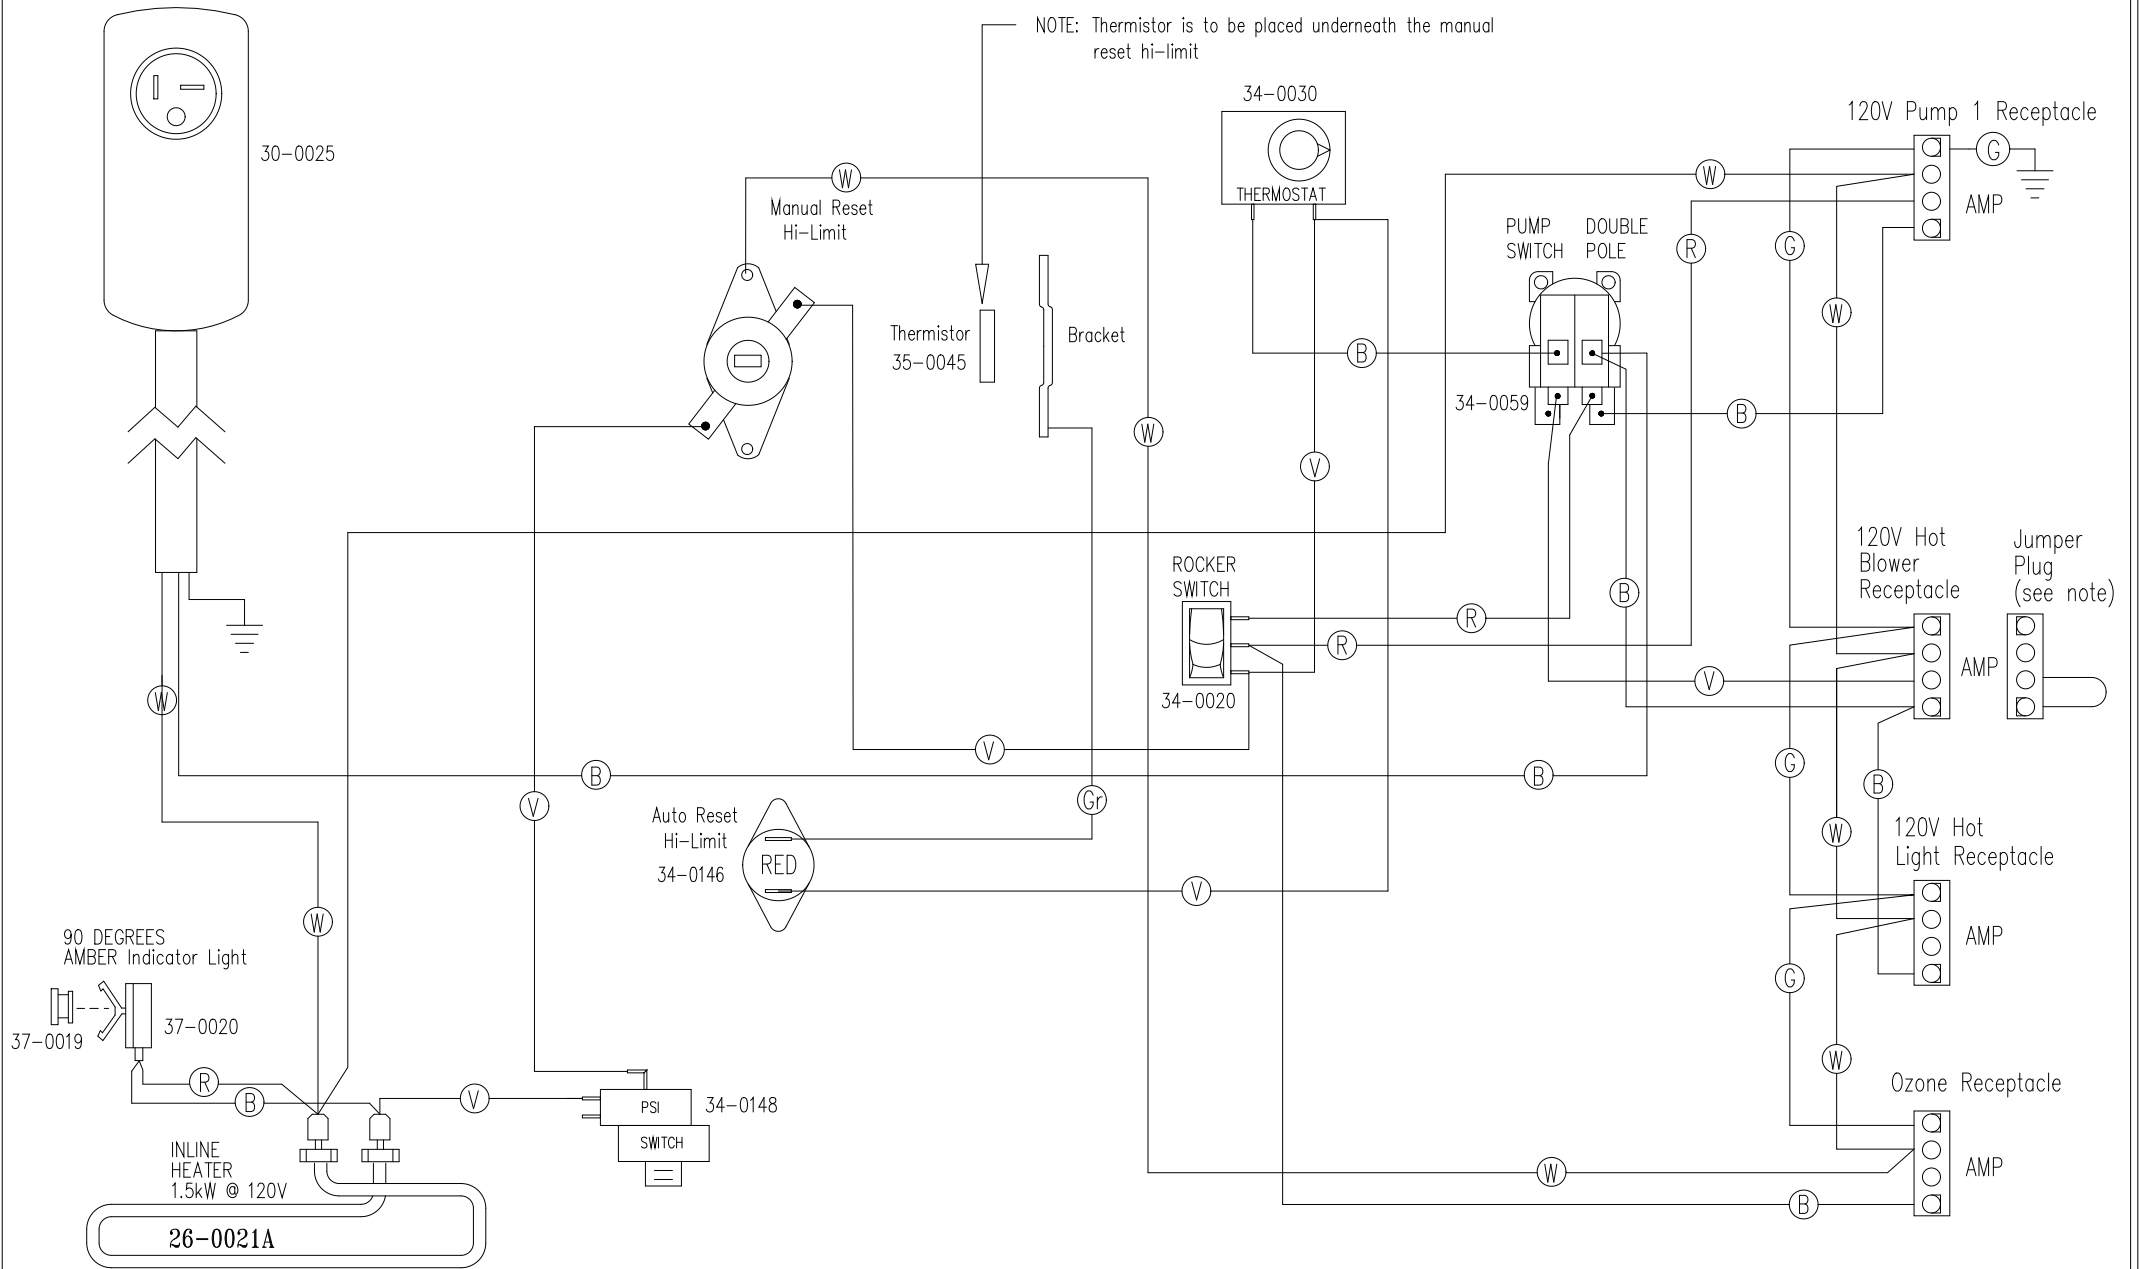 NOTE: Thermistor is to be placed underneath the manual
reset hi-limit
34-0030
THERMOSTAT
120V Pump 1 Receptacle
G
AMP
30-0025
W
Manual Reset
Hi-Limit
W
PUMP
SWITCH
DOUBLE
POLE
R
G
W
Thermistor
35-0045
Bracket
B
34-0059
B
W
V
120V Hot
Blower
Receptacle
Jumper
Plug
(see note)
AMP
ROCKER
SWITCH
34-0020
R
R
B
V
W
V
B
B
V
Gr
G
B
W
Auto Reset
Hi-Limit
34-0146
RED
V
120V Hot
Light Receptacle
AMP
W
90 DEGREES
AMBER Indicator Light
37-0019
37-0020
G
W
R
B
V
PSI
SWITCH
34-0148
Ozone Receptacle
AMP
INLINE
HEATER
1.5kW @ 120V
26-0021A
W
B